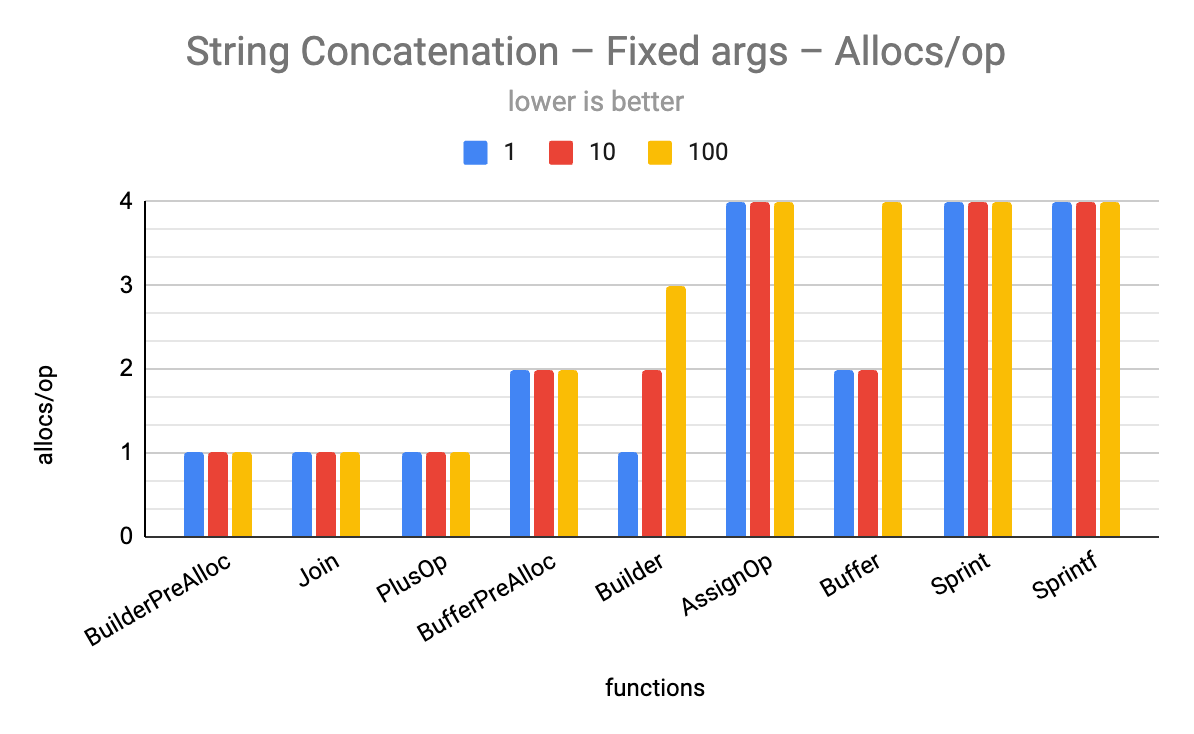 String Concatenation – Fixed args – Allocs/op
lower is better
1 10 100
4
3
2
1
0
allocs/op
BuilderPreAlloc Join PlusOp BufferPreAlloc Builder AssignOp Buffer Sprint Sprintf
functions